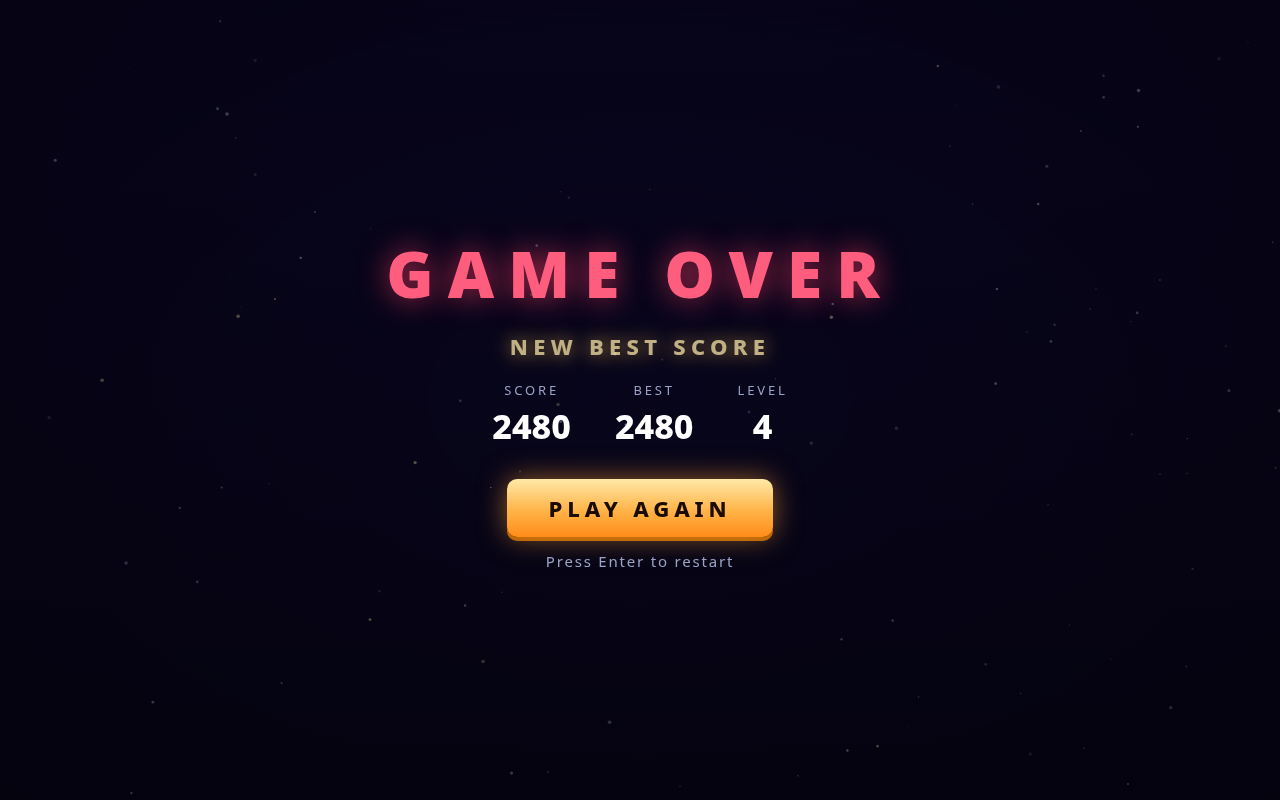 GAME OVER
NEW BEST SCORE
SCORE BEST LEVEL
2480 2480 4
PLAY AGAIN
Press Enter to restart